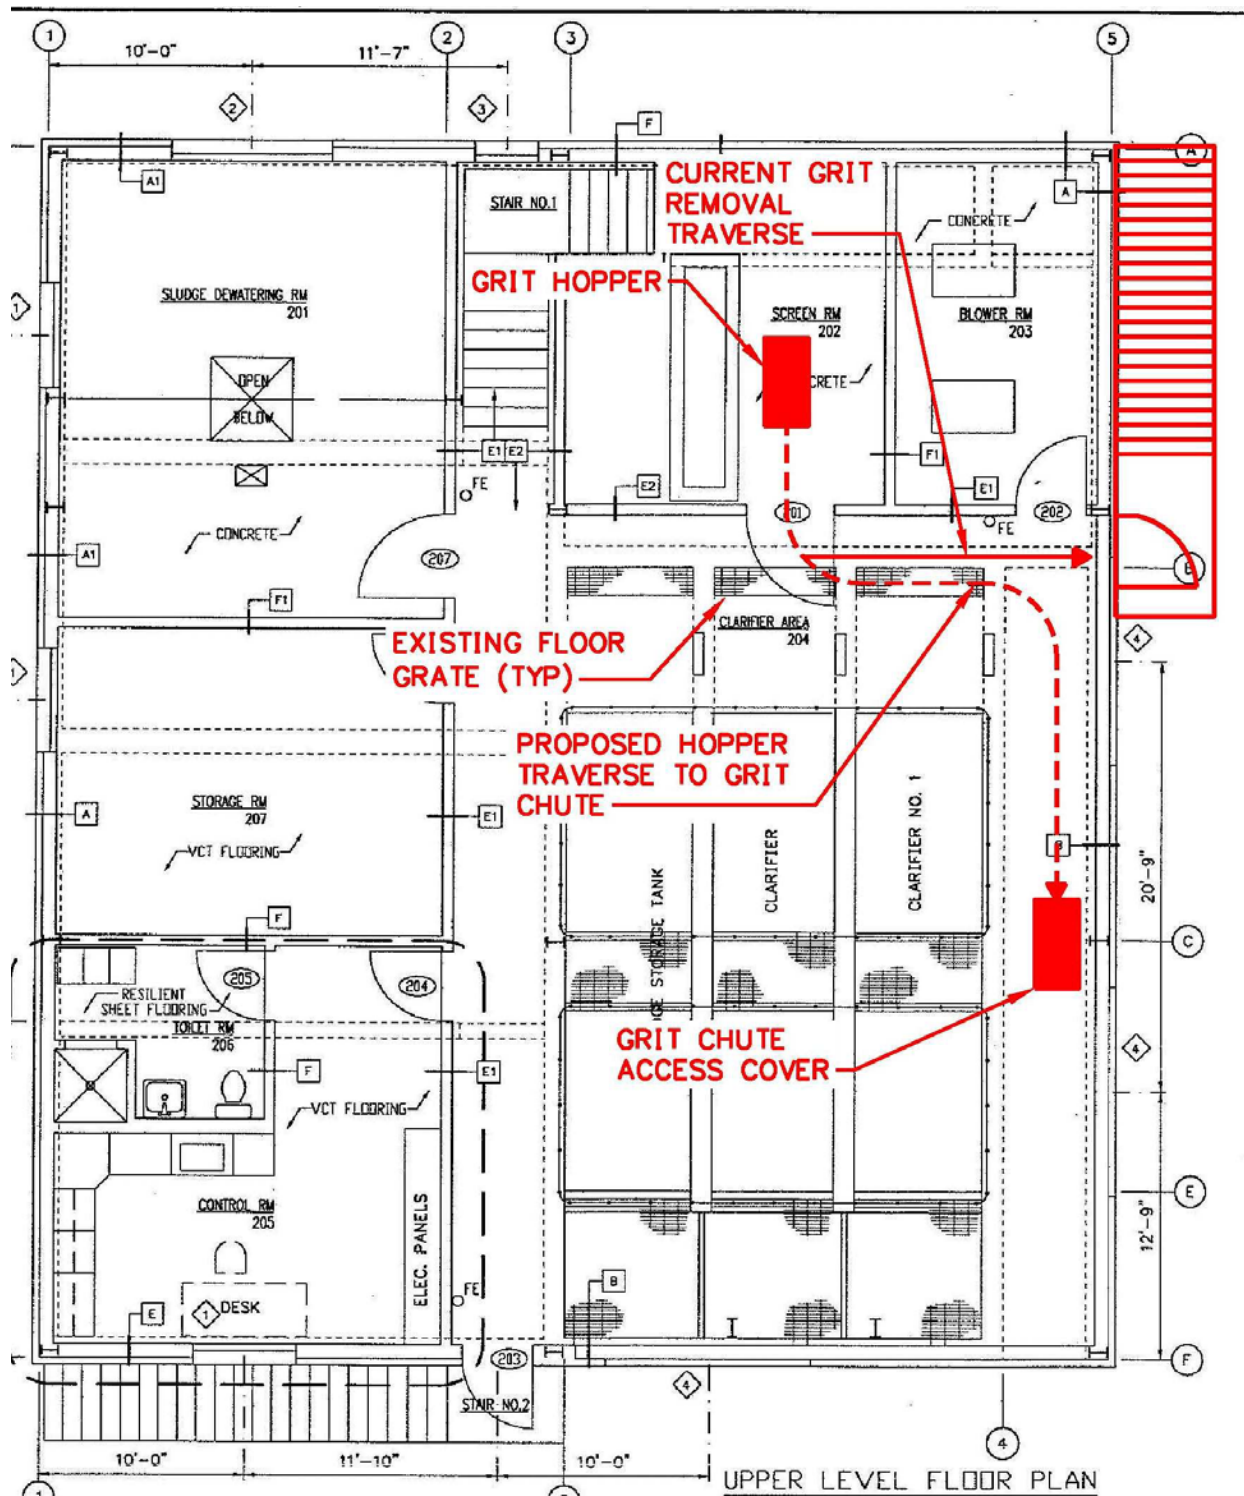 1
2
3
5
10'-0"
11'-7"
2
3
F
A1
STAIR NO.1
CURRENT GRIT
REMOVAL
TRAVERSE
A
A
CONCRETE
GRIT HOPPER
SLUDGE DEWATERING RM
201
SCREEN RM
202
BLOWER RM
203
OPEN
BELOW
CRETE
E1
E2
F1
FE
E2
E1
201
202
FE
CONCRETE
A1
207
B
F1
EXISTING FLOOR
GRATE (TYP)
CLARIFIER AREA
204
4
PROPOSED HOPPER
TRAVERSE TO GRIT
CHUTE
STORAGE RM
207
A
E1
VCT FLOORING
CLARIFIER
CLARIFIER NO. 1
GE STORAGE TANK
B
20'-9"
F
C
205
204
RESILIENT
SHEET FLOORING
TOILET RM
206
GRIT CHUTE
ACCESS COVER
4
F
E1
VCT FLOORING
CONTROL RM
205
ELEC. PANELS
E
12'-9"
FE
B
E
1
DESK
203
F
4
STAIR NO.2
4
10'-0"
11'-10"
10'-0"
UPPER LEVEL FLOOR PLAN